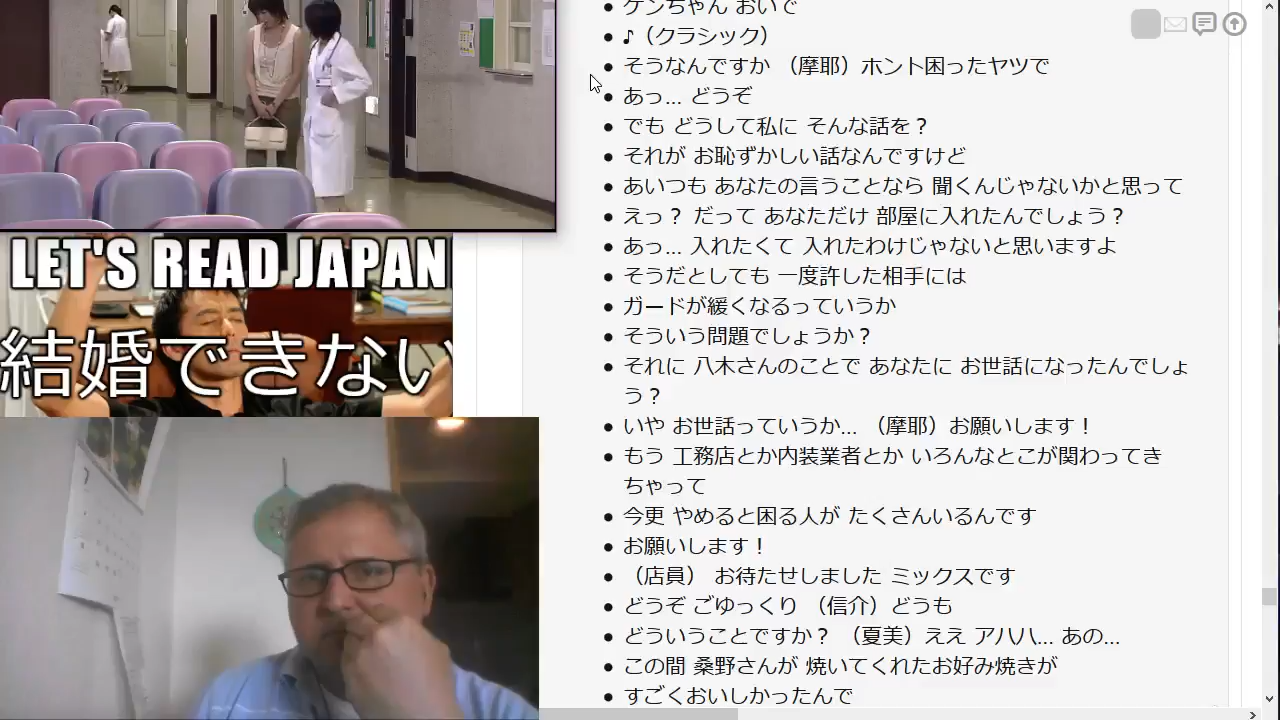 ケンちゃん おいで
♪（クラシック）
そうなんですか （摩耶）ホント困ったヤツで
あっ… どうぞ
でも どうして私に そんな話を？
それが お恥ずかしい話なんですけど
あいつも あなたの言うことなら 聞くんじゃないかと思って
えっ？ だって あなただけ 部屋に入れたんでしょう？
あっ… 入れたくて 入れたわけじゃないと思いますよ
そうだとしても 一度許した相手には
ガードが緩くなるっていうか
そういう問題でしょうか？
それに 八木さんのことで あなたに お世話になったんでしょ
う？
いや お世話っていうか… （摩耶）お願いします！
もう 工務店とか内装業者とか いろんなとこが関わってき
ちゃって
今更 やめると困る人が たくさんいるんです
お願いします！
（店員） お待たせしました ミックスです
どうぞ ごゆっくり （信介）どうも
どういうことですか？ （夏美）ええ アハハ… あの…
この間 桑野さんが 焼いてくれたお好み焼きが
すごくおいしかったんで
LET'S READ JAPAN
結婚できない
7